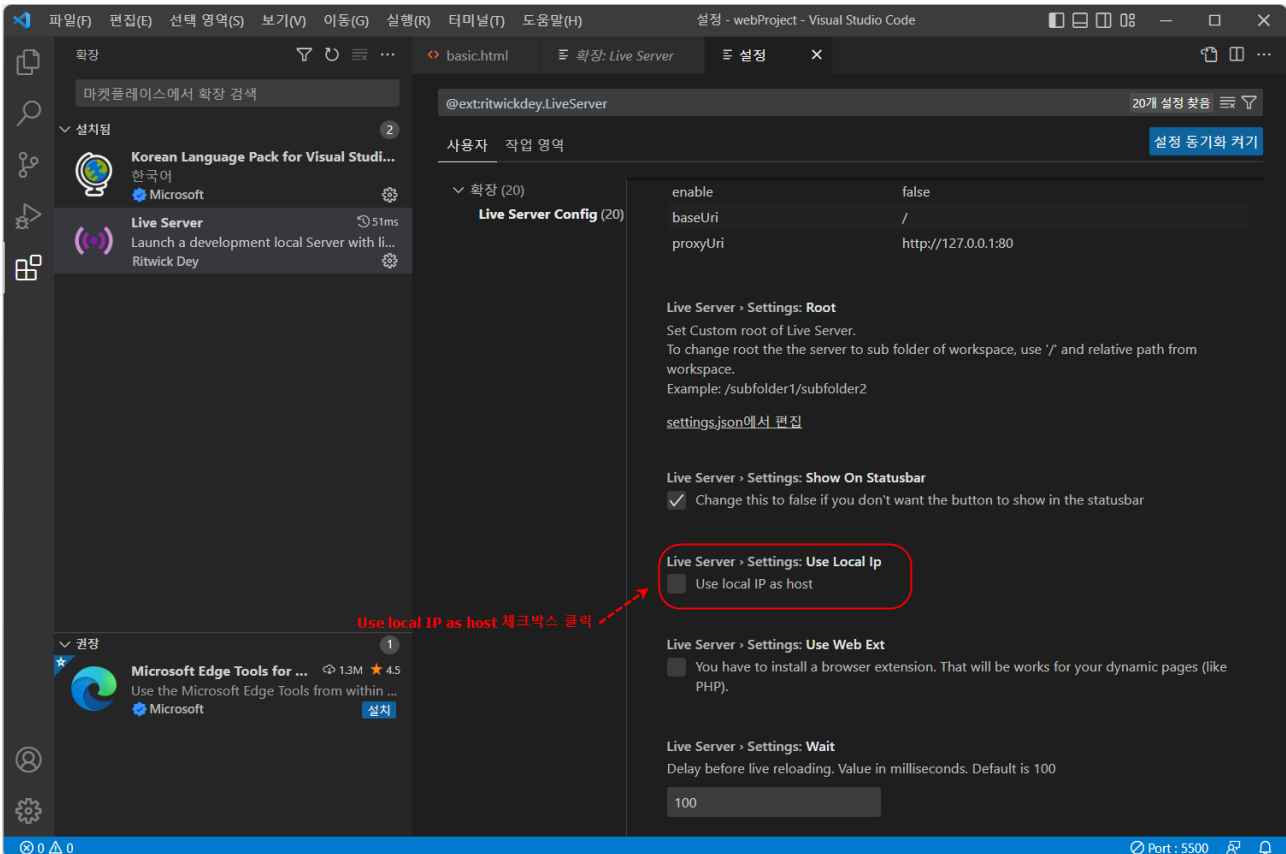 파일(F) 편집(E) 선택 영역(S) 보기(V) 이동(G) 실행(R) 터미널(T) 도움말(H) 설정 - webProject - Visual Studio Code
확장
basic.html 확장: Live Server 설정
마켓플레이스에서 확장 검색
@ext:ritwickdey.LiveServer 20개 설정 찾음
설치됨 2
사용자 작업 영역 설정 동기화 켜기
Korean Language Pack for Visual Studi...
한국어
Microsoft
Live Server 51ms
Launch a development local Server with li...
Ritwick Dey
확장 (20)
Live Server Config (20)
enable false
baseUri /
proxyUri http://127.0.0.1:80
Live Server › Settings: Root
Set Custom root of Live Server.
To change root the the server to sub folder of workspace, use '/' and relative path from
workspace.
Example: /subfolder1/subfolder2
settings.json에서 편집
Live Server › Settings: Show On Statusbar
Change this to false if you don't want the button to show in the statusbar
Live Server › Settings: Use Local Ip
Use local IP as host
Use local IP as host 체크박스 클릭
Live Server › Settings: Use Web Ext
You have to install a browser extension. That will be works for your dynamic pages (like
PHP).
Live Server › Settings: Wait
Delay before live reloading. Value in milliseconds. Default is 100
100
권장 1
Microsoft Edge Tools for ... 1.3M 4.5
Use the Microsoft Edge Tools from within ...
Microsoft 설치
0 0 Port : 5500